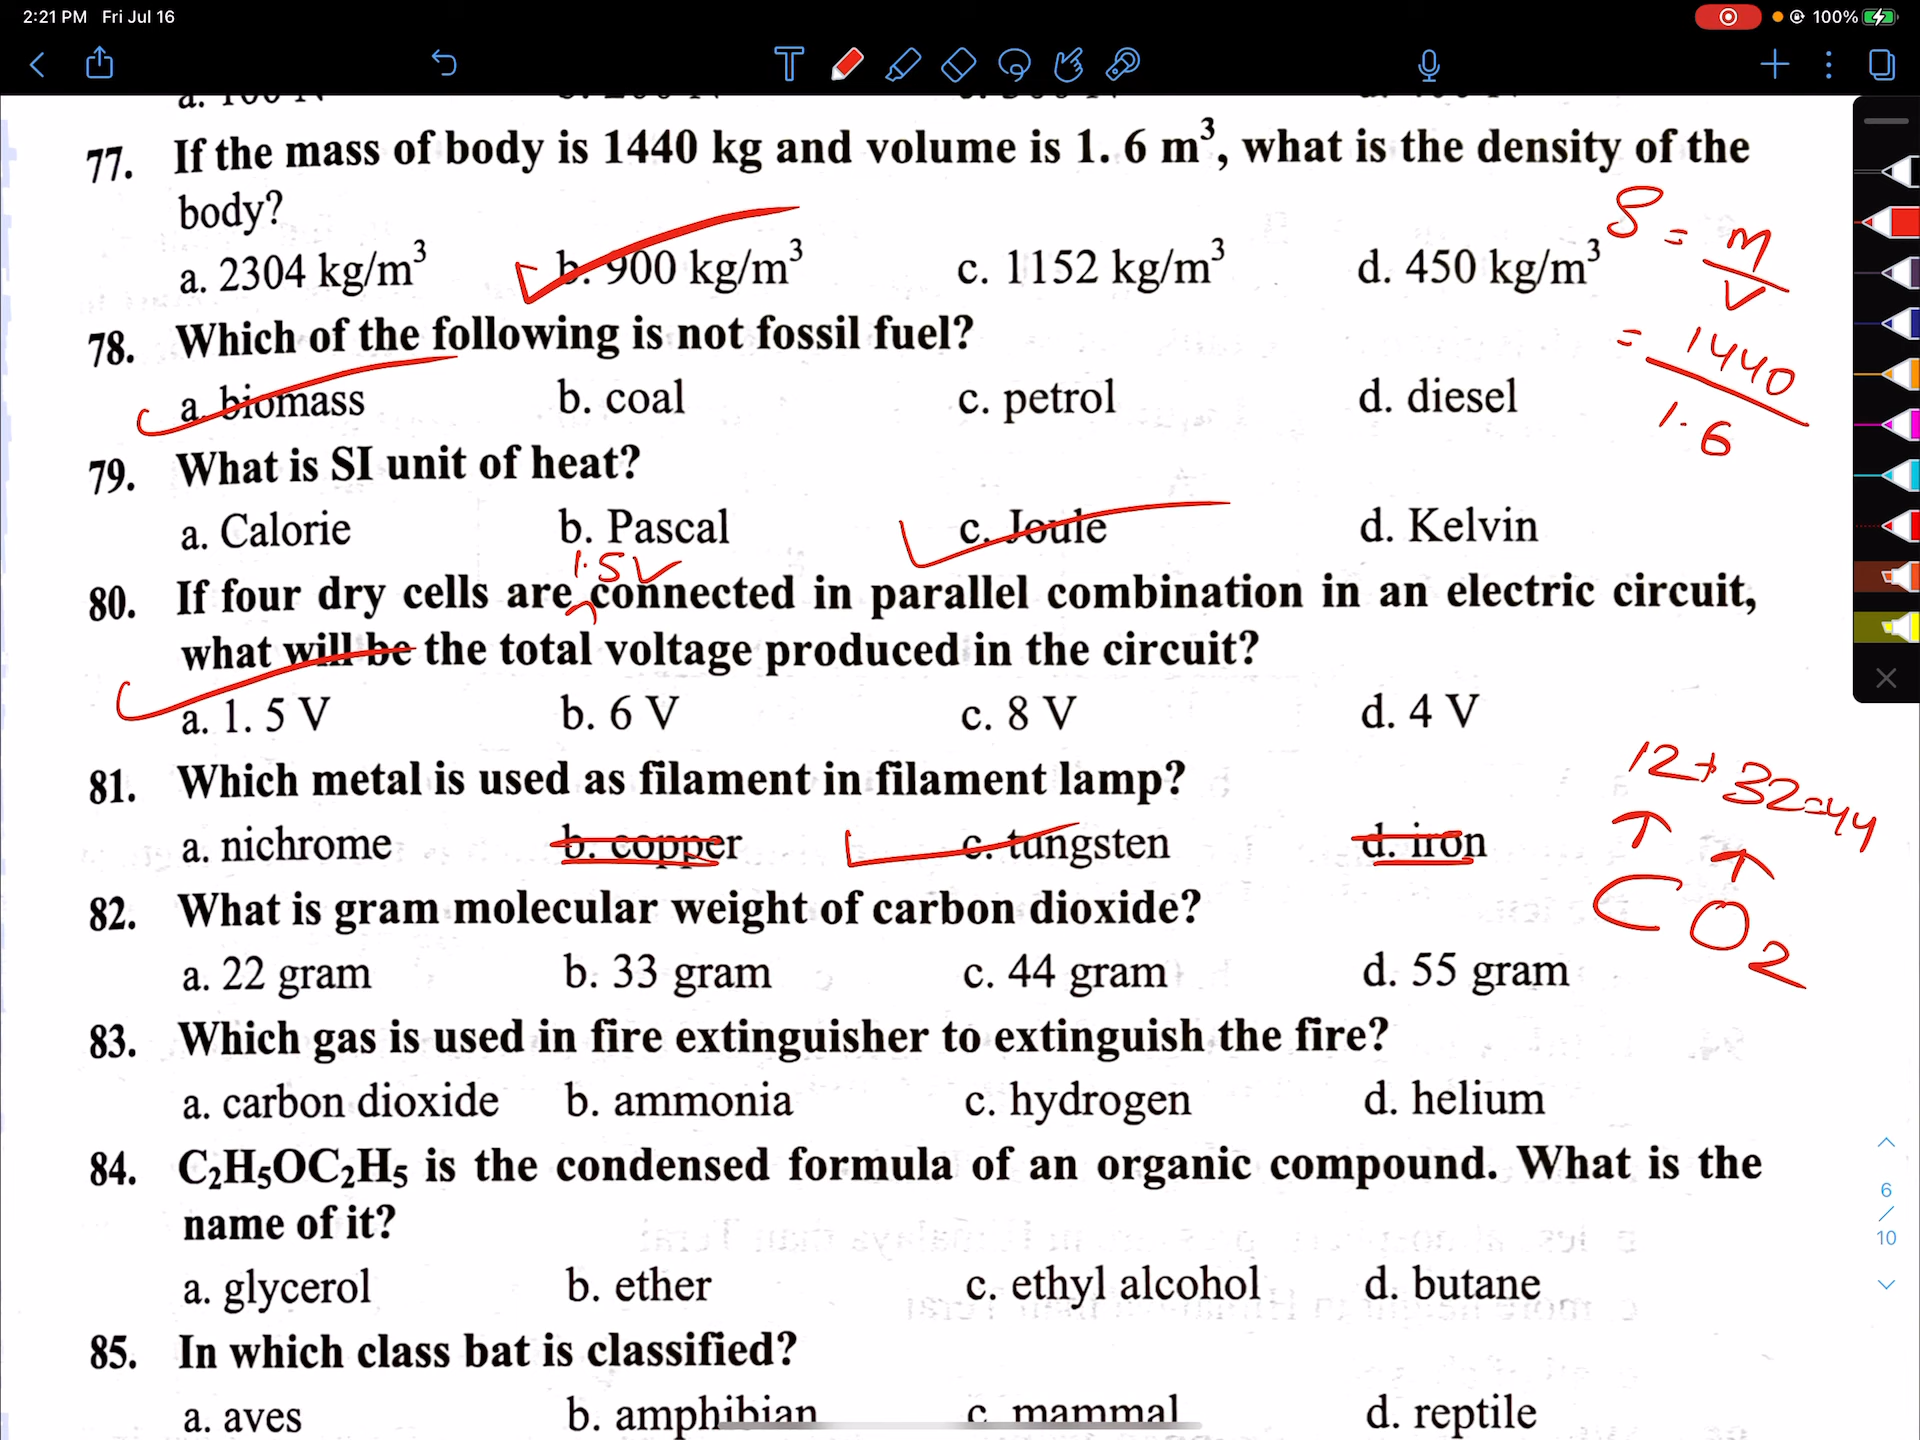 2:21 PM Fri Jul 16 100%
77. If the mass of body is 1440 kg and volume is 1. 6 m³, what is the density of the
body?
a. 2304 kg/m³ b. 900 kg/m³ c. 1152 kg/m³ d. 450 kg/m³
S = m/v
= 1440/1.6
78. Which of the following is not fossil fuel?
a. biomass b. coal c. petrol d. diesel
79. What is SI unit of heat?
a. Calorie b. Pascal c. Joule d. Kelvin
1.5V
80. If four dry cells are connected in parallel combination in an electric circuit,
what will be the total voltage produced in the circuit?
a. 1. 5 V b. 6 V c. 8 V d. 4 V
81. Which metal is used as filament in filament lamp?
a. nichrome b. copper c. tungsten d. iron
12+32=44
CO2
82. What is gram molecular weight of carbon dioxide?
a. 22 gram b. 33 gram c. 44 gram d. 55 gram
83. Which gas is used in fire extinguisher to extinguish the fire?
a. carbon dioxide b. ammonia c. hydrogen d. helium
84. C₂H₅OC₂H₅ is the condensed formula of an organic compound. What is the
name of it?
a. glycerol b. ether c. ethyl alcohol d. butane
6
/
10
85. In which class bat is classified?
a. aves b. amphibian c. mammal d. reptile